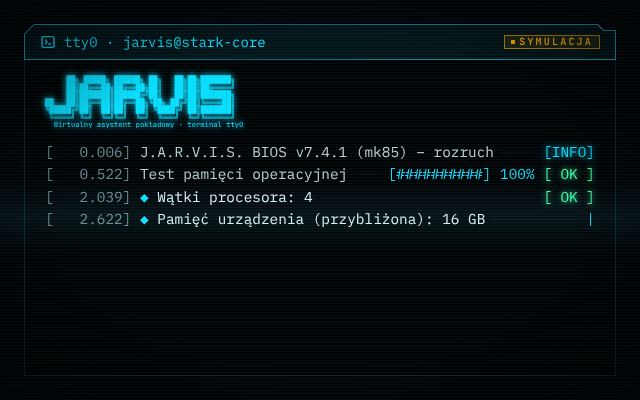 tty0 · jarvis@stark-core
SYMULACJA
JARVIS
Wirtualny asystent pokładowy · terminal tty0
[ 0.006] J.A.R.V.I.S. BIOS v7.4.1 (mk85) – rozruch [INFO]
[ 0.522] Test pamięci operacyjnej [##########] 100% [ OK ]
[ 2.039] ◆ Wątki procesora: 4 [ OK ]
[ 2.622] ◆ Pamięć urządzenia (przybliżona): 16 GB |